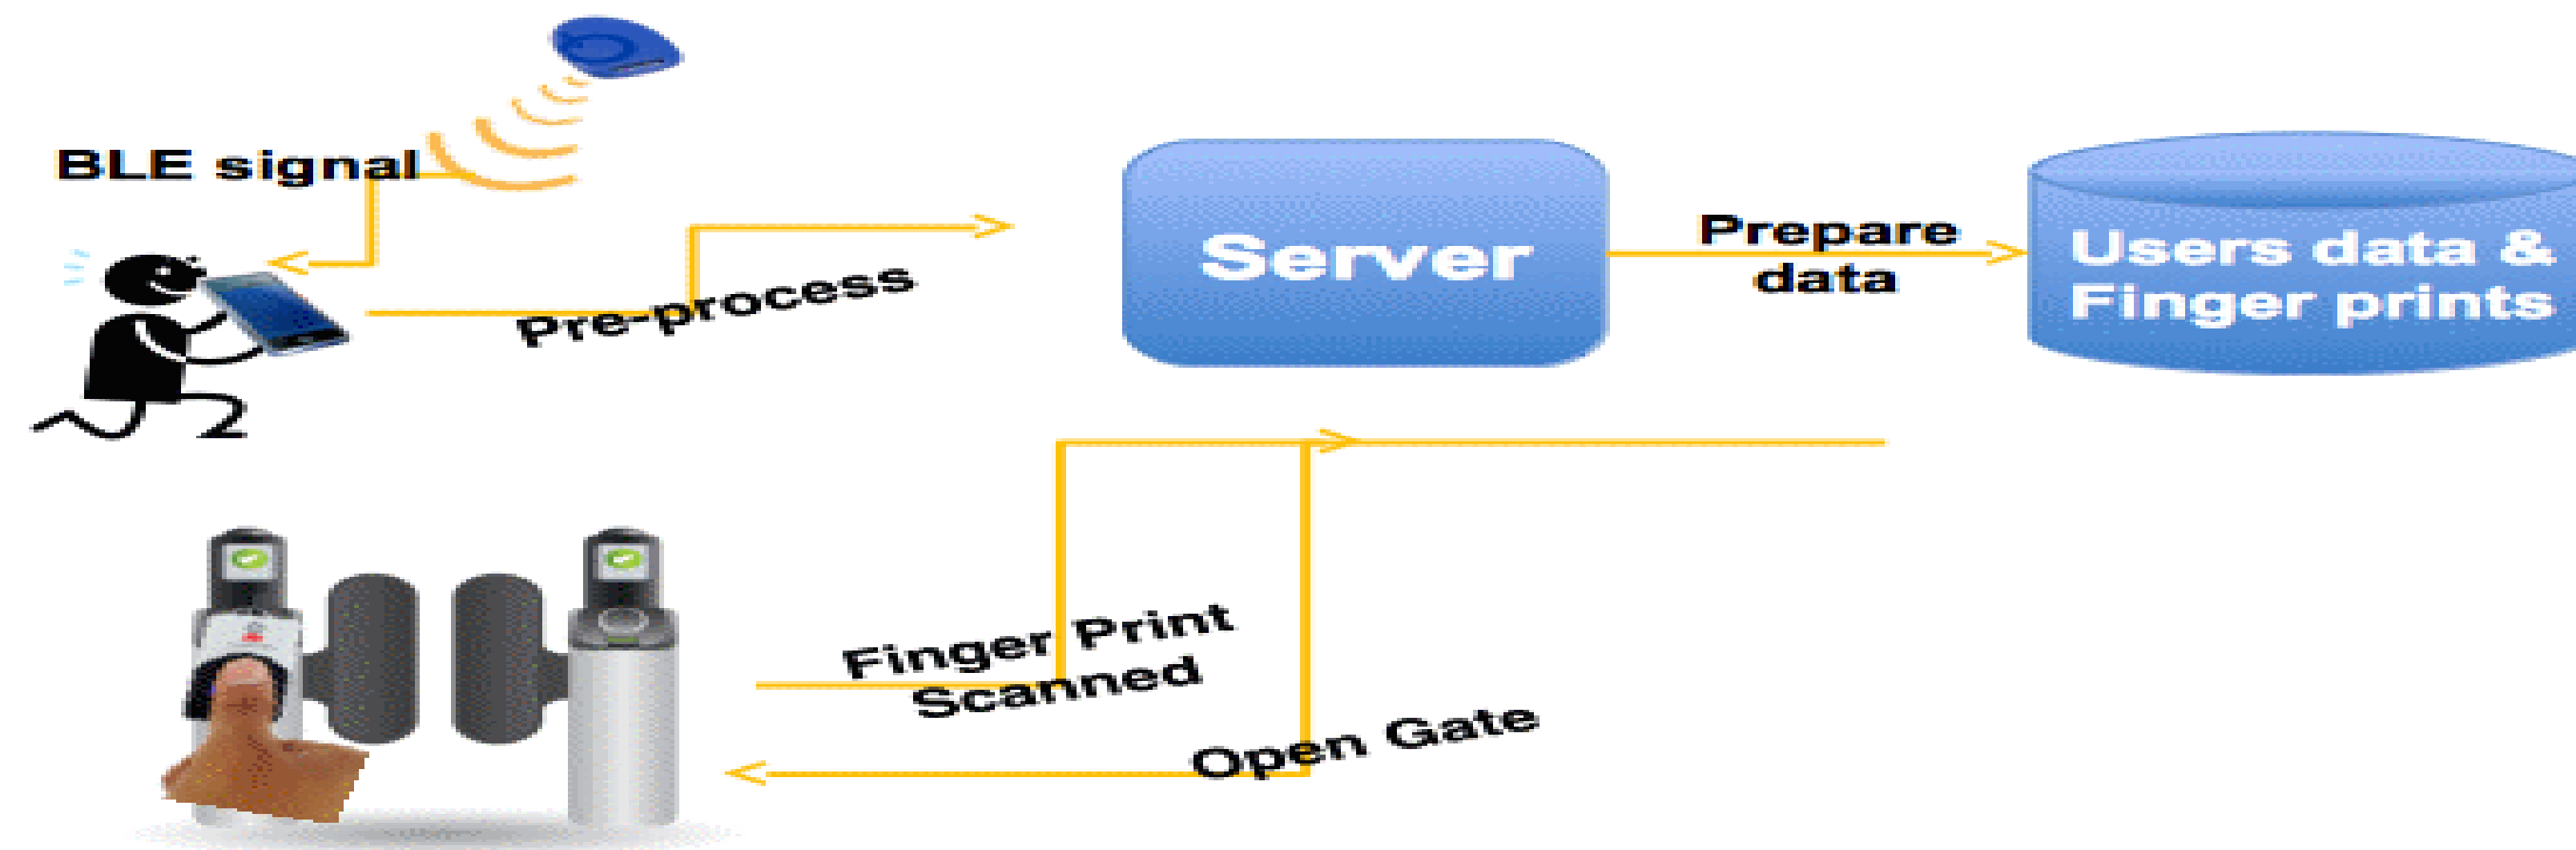 BLE signal
Pre-process
Server
Prepare
data
Users data &
Finger prints
Finger Print
Scanned
Open Gate